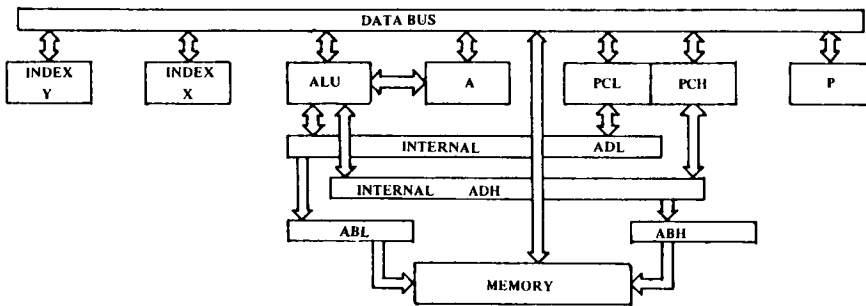 DATA BUS
INDEX
Y
INDEX
X
ALU
A
PCL
PCH
P
INTERNAL ADL
INTERNAL ADH
ABL
ABH
MEMORY